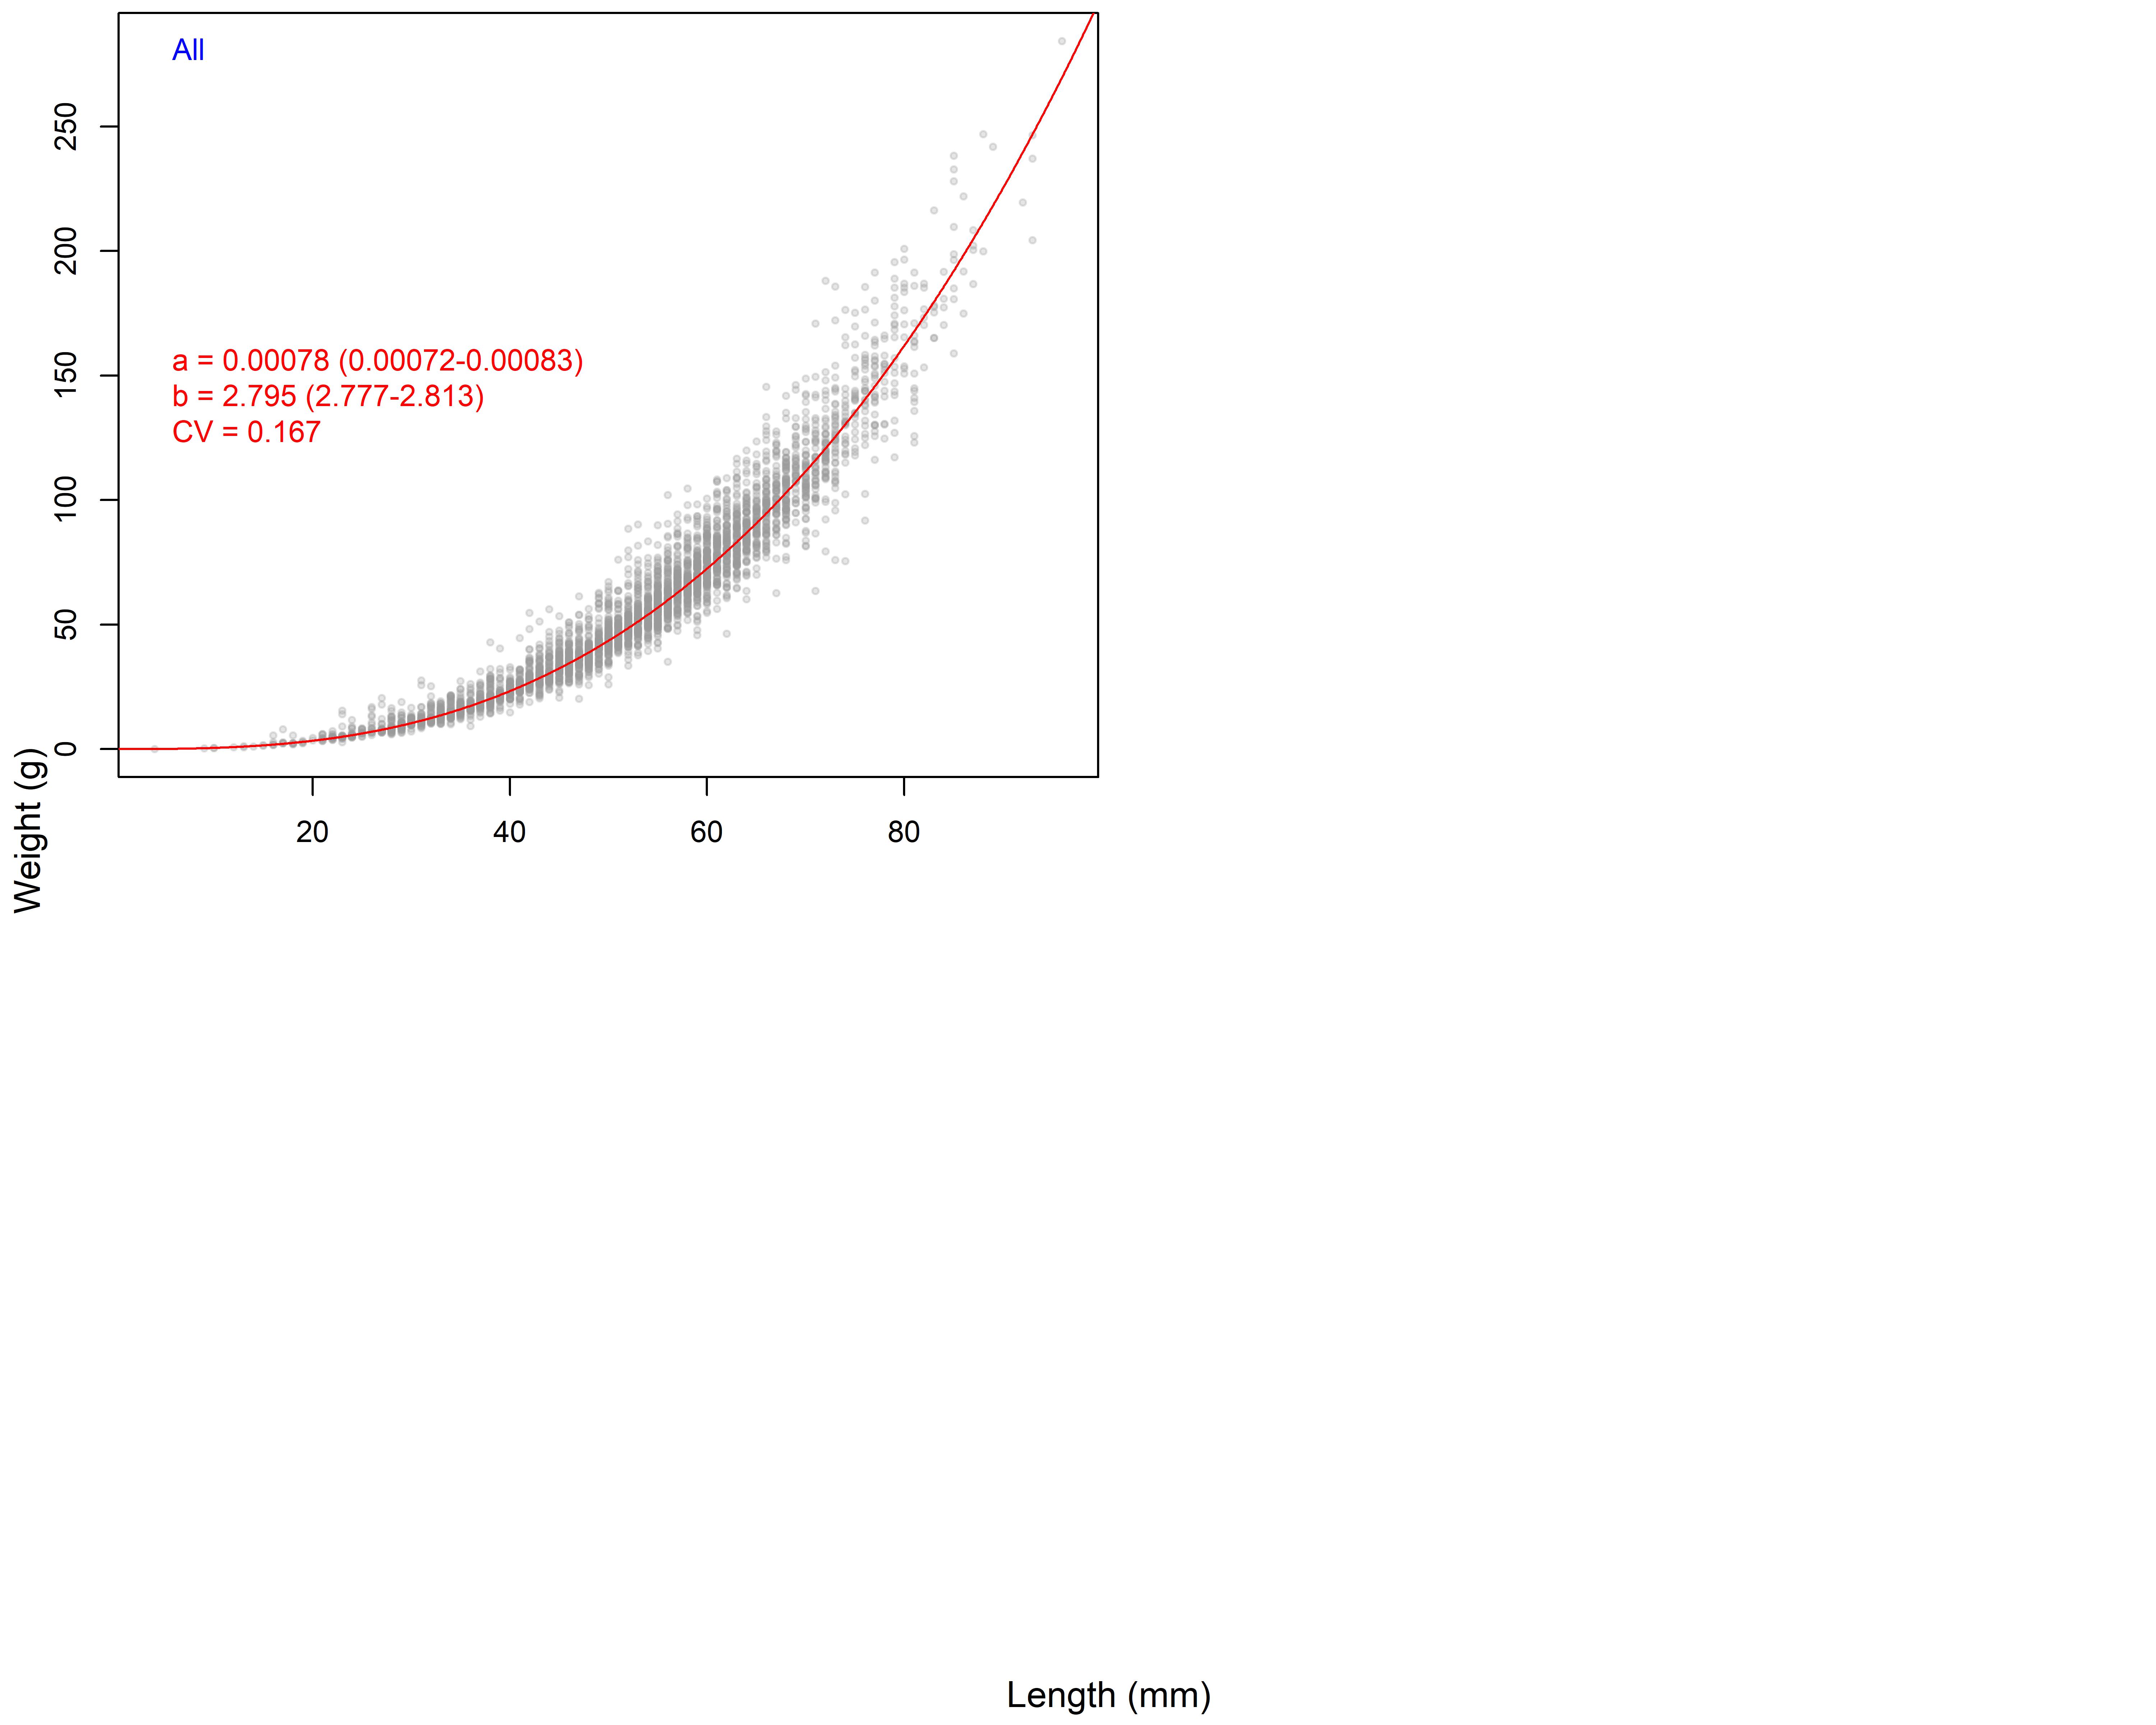 All
a = 0.00078 (0.00072-0.00083)
b = 2.795 (2.777-2.813)
CV = 0.167
250
200
150
100
50
0
Weight (g)
20 40 60 80
Length (mm)